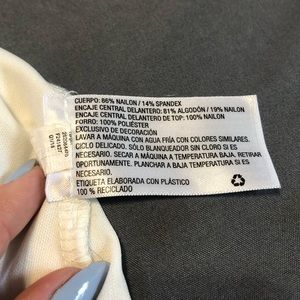 CUERPO: 86% NAILON / 14% SPANDEX
ENCAJE CENTRAL DELANTERO: 81% ALGODÓN / 19% NAILON
ENCAJE CENTRAL DELANTERO DE TOP: 100% NAILON
FORRO: 100% POLIÉSTER
EXCLUSIVO DE DECORACIÓN
LAVAR A MÁQUINA CON AGUA FRÍA CON COLORES SIMILARES.
CICLO DELICADO. SÓLO BLANQUEADOR SIN CLORO SI ES
NECESARIO. SECAR A MÁQUINA A TEMPERATURA BAJA. RETIRAR
OPORTUNAMENTE. PLANCHAR A TEMPERATURA BAJA SI ES
NECESARIO.
ETIQUETA ELABORADA CON PLÁSTICO
100 % RECICLADO